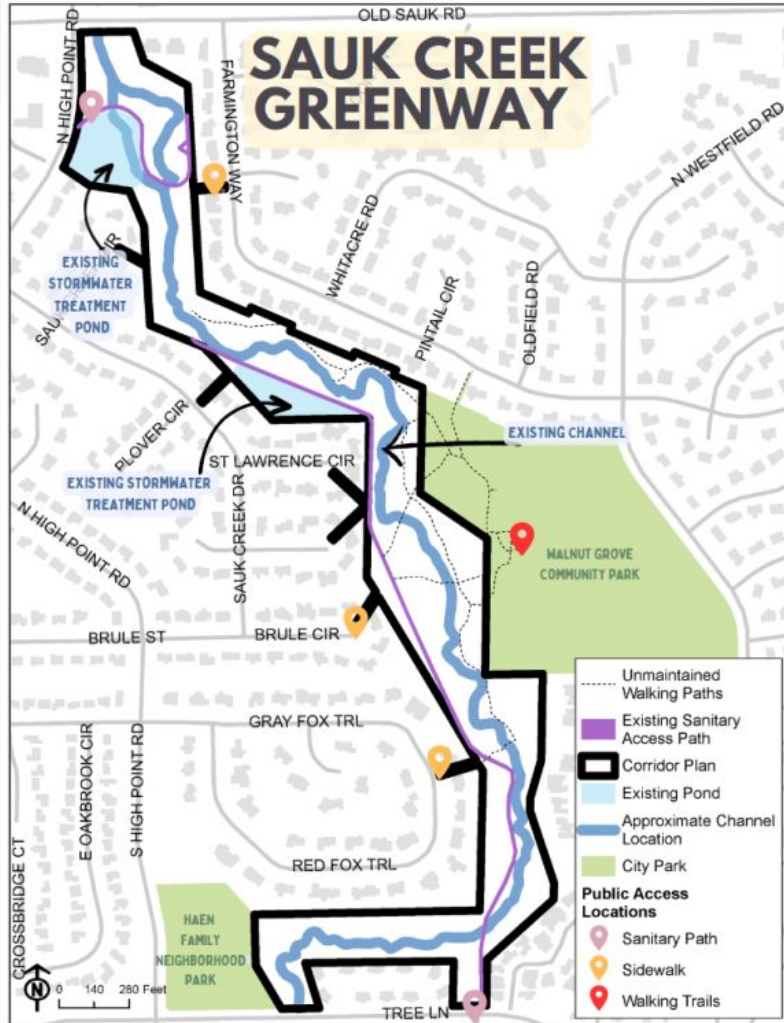 OLD SAUK RD
SAUK CREEK
GREENWAY
N HIGH POINT RD
FARMINGTON WAY
N WESTFIELD RD
WHITACRE RD
EXISTING
STORMWATER
TREATMENT
POND
PINTAIL CIR
OLDFIELD RD
PLOVER CIR
EXISTING CHANNEL
ST LAWRENCE CIR
EXISTING STORMWATER
TREATMENT POND
SAUK CREEK DR
N HIGH POINT RD
WALNUT GROVE
COMMUNITY PARK
BRULE ST
BRULE CIR
GRAY FOX TRL
E OAKBROOK CIR
S HIGH POINT RD
CROSSBRIDGE CT
RED FOX TRL
HAEN
FAMILY
NEIGHBORHOOD
PARK
N
0 140 280 Feet
TREE LN
Unmaintained
Walking Paths
Existing Sanitary
Access Path
Corridor Plan
Existing Pond
Approximate Channel
Location
City Park
Public Access
Locations
Sanitary Path
Sidewalk
Walking Trails